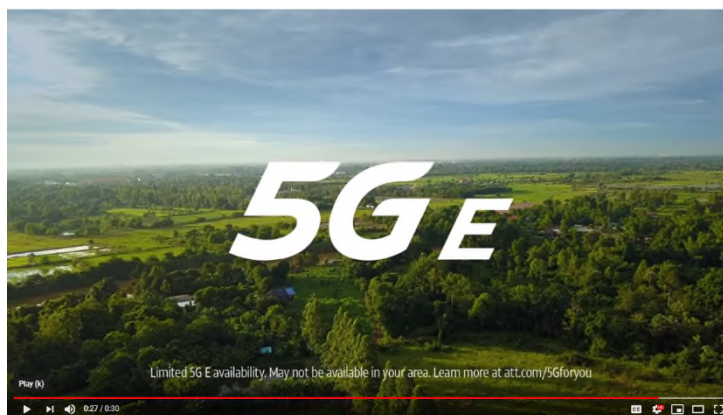 5G E
Limited 5G E availability. May not be available in your area. Learn more at att.com/5Gforyou
Play (k)
0:27 / 0:30